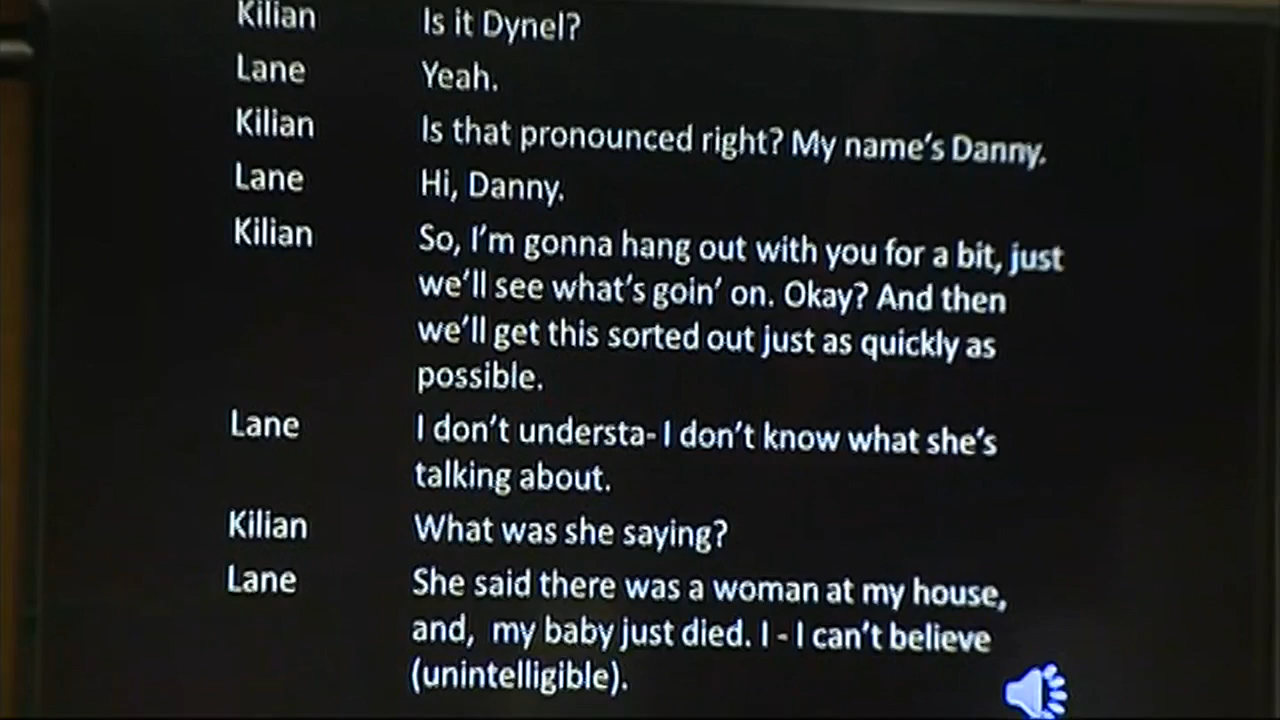 Kilian Is it Dynel?
Lane Yeah.
Kilian Is that pronounced right? My name's Danny.
Lane Hi, Danny.
Kilian So, I'm gonna hang out with you for a bit, just
we'll see what's goin' on. Okay? And then
we'll get this sorted out just as quickly as
possible.
Lane I don't understa- I don't know what she's
talking about.
Kilian What was she saying?
Lane She said there was a woman at my house,
and, my baby just died. I - I can't believe
(unintelligible).